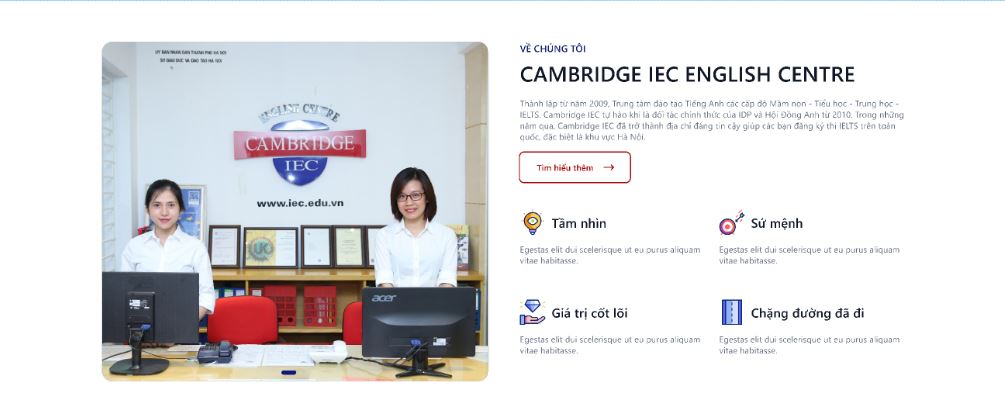 UỶ BAN NHÂN DÂN THÀNH PHỐ HÀ NỘI
SỞ GIÁO DỤC VÀ ĐÀO TẠO HÀ NỘI
ENGLISH CENTRE
CAMBRIDGE
IEC
www.iec.edu.vn
acer
VỀ CHÚNG TÔI
CAMBRIDGE IEC ENGLISH CENTRE
Thành lập từ năm 2009, Trung tâm đào tạo Tiếng Anh các cấp độ Mầm non - Tiểu học - Trung học -
IELTS. Cambridge IEC tự hào khi là đối tác chính thức của IDP và Hội Đồng Anh từ 2010. Trong những
năm qua, Cambridge IEC đã trở thành địa chỉ đáng tin cậy giúp các bạn đăng ký thi IELTS trên toàn
quốc, đặc biệt là khu vực Hà Nội.
Tìm hiểu thêm →
Tầm nhìn
Egestas elit dui scelerisque ut eu purus aliquam
vitae habitasse.
Sứ mệnh
Egestas elit dui scelerisque ut eu purus aliquam
vitae habitasse.
Giá trị cốt lõi
Egestas elit dui scelerisque ut eu purus aliquam
vitae habitasse.
Chặng đường đã đi
Egestas elit dui scelerisque ut eu purus aliquam
vitae habitasse.